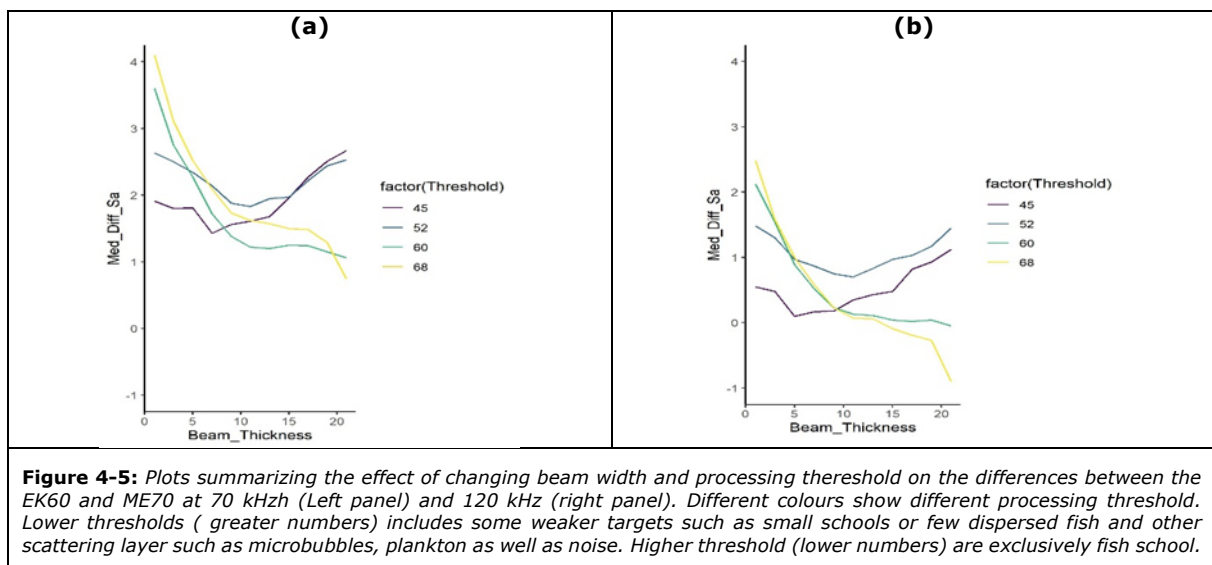 (a)
4
3
2
1
0
-1
Med_Diff_Sa
0 5 10 15 20
Beam_Thickness
factor(Threshold)
45
52
60
68
(b)
4
3
2
1
0
-1
Med_Diff_Sa
0 5 10 15 20
Beam_Thickness
factor(Threshold)
45
52
60
68
Figure 4-5: Plots summarizing the effect of changing beam width and processing thereshold on the differences between the
EK60 and ME70 at 70 kHzh (Left panel) and 120 kHz (right panel). Different colours show different processing threshold.
Lower thresholds ( greater numbers) includes some weaker targets such as small schools or few dispersed fish and other
scattering layer such as microbubbles, plankton as well as noise. Higher threshold (lower numbers) are exclusively fish school.